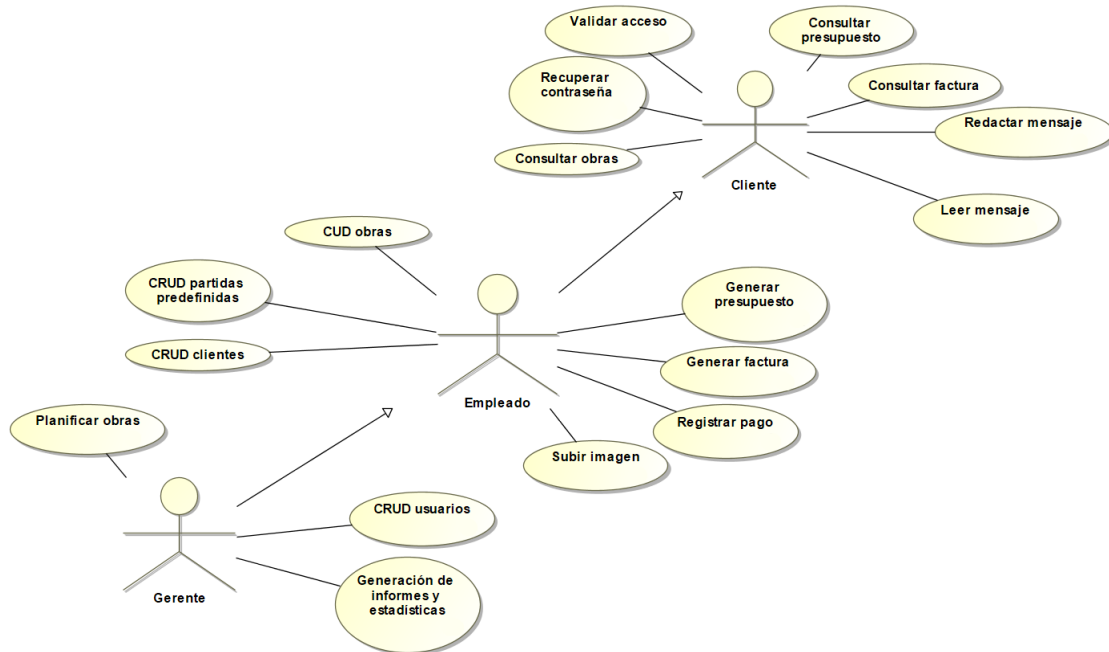 Validar acceso
Consultar
presupuesto
Recuperar
contraseña
Consultar factura
Redactar mensaje
Consultar obras
Cliente
Leer mensaje
CUD obras
CRUD partidas
predefinidas
Generar
presupuesto
CRUD clientes
Generar factura
Empleado
Planificar obras
Registrar pago
Subir imagen
CRUD usuarios
Generación de
informes y
estadísticas
Gerente